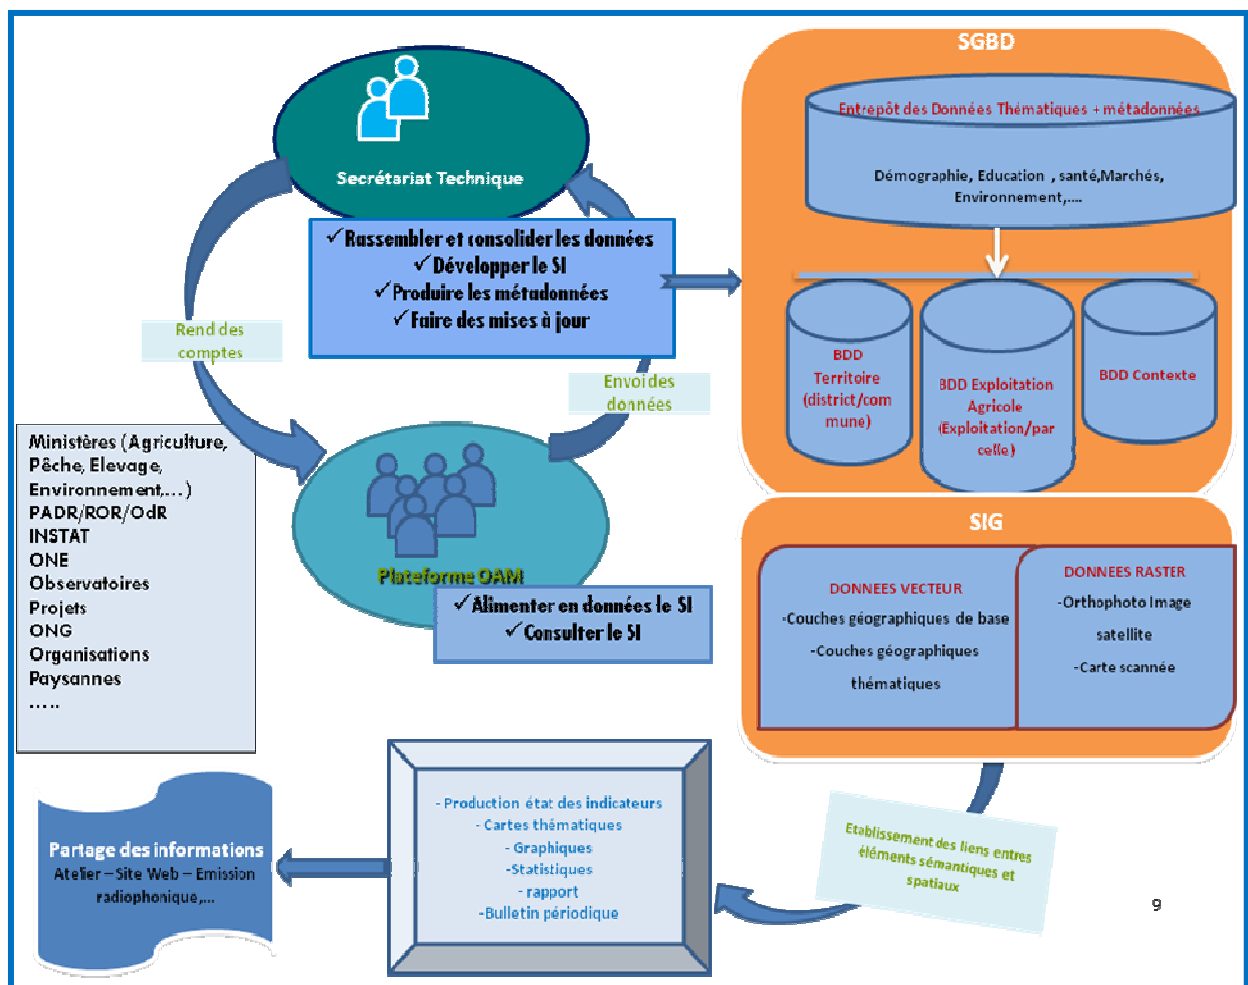 SGBD
Entrepôt des Données Thématiques + métadonnées
Démographie, Education , santé,Marchés,
Environnement,....
BDD
Territoire
(district/com
mune)
BDD Exploitation
Agricole
(Exploitation/par
celle)
BDD Contexte
Secrétariat Technique
✓Rassembler et consolider les données
✓Développer le SI
✓Produire les métadonnées
✓Faire des mises à jour
Rend des
comptes
Envoi des
données
Ministères (Agriculture,
Pêche, Elevage,
Environnement,...)
PADR/ROR/OdR
INSTAT
ONE
Observatoires
Projets
ONG
Organisations
Paysannes
.....
Plateforme OAM
✓Alimenter en données le SI
✓Consulter le SI
SIG
DONNEES VECTEUR
-Couches géographiques de base
-Couches géographiques
thématiques
DONNEES RASTER
-Orthophoto Image
satellite
-Carte scannée
Etablissement des liens entres
éléments sémantiques et
spatiaux
- Production état des indicateurs
- Cartes thématiques
- Graphiques
-Statistiques
- rapport
-Bulletin périodique
Partage des informations
Atelier – Site Web – Emission
radiophonique,...
9